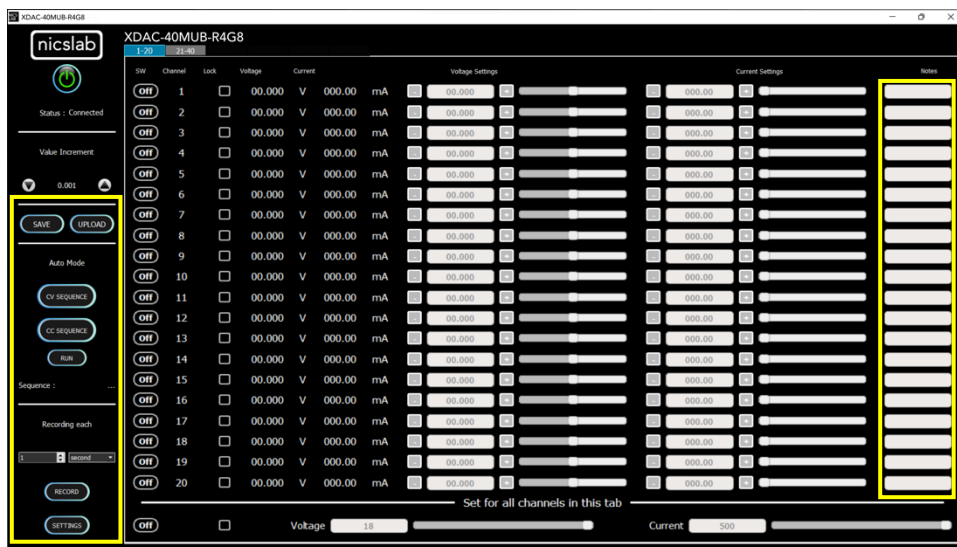 XDAC-40MUB-R4G8
nicslab
Status : Connected
Value Increment
0.001
SAVE UPLOAD
Auto Mode
CV SEQUENCE
CC SEQUENCE
RUN
Sequence : ...
Recording each
1 second
RECORD
SETTINGS
XDAC-40MUB-R4G8
1-20 21-40
SW Channel Lock Voltage Current Voltage Settings Current Settings Notes
Off 1 00.000 V 000.00 mA - 00.000 + - 000.00 +
Off 2 00.000 V 000.00 mA - 00.000 + - 000.00 +
Off 3 00.000 V 000.00 mA - 00.000 + - 000.00 +
Off 4 00.000 V 000.00 mA - 00.000 + - 000.00 +
Off 5 00.000 V 000.00 mA - 00.000 + - 000.00 +
Off 6 00.000 V 000.00 mA - 00.000 + - 000.00 +
Off 7 00.000 V 000.00 mA - 00.000 + - 000.00 +
Off 8 00.000 V 000.00 mA - 00.000 + - 000.00 +
Off 9 00.000 V 000.00 mA - 00.000 + - 000.00 +
Off 10 00.000 V 000.00 mA - 00.000 + - 000.00 +
Off 11 00.000 V 000.00 mA - 00.000 + - 000.00 +
Off 12 00.000 V 000.00 mA - 00.000 + - 000.00 +
Off 13 00.000 V 000.00 mA - 00.000 + - 000.00 +
Off 14 00.000 V 000.00 mA - 00.000 + - 000.00 +
Off 15 00.000 V 000.00 mA - 00.000 + - 000.00 +
Off 16 00.000 V 000.00 mA - 00.000 + - 000.00 +
Off 17 00.000 V 000.00 mA - 00.000 + - 000.00 +
Off 18 00.000 V 000.00 mA - 00.000 + - 000.00 +
Off 19 00.000 V 000.00 mA - 00.000 + - 000.00 +
Off 20 00.000 V 000.00 mA - 00.000 + - 000.00 +
Set for all channels in this tab
Off Voltage 18 Current 500